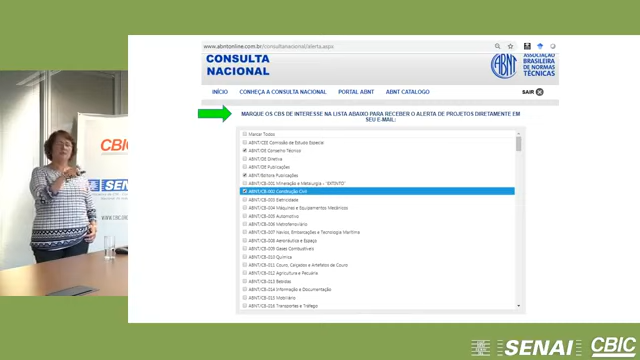 www.abntonline.com.br/consultanacional/alerta.aspx
CONSULTA
NACIONAL
ABNT
ASSOCIAÇÃO
BRASILEIRA
DE NORMAS
TÉCNICAS
INÍCIO CONHEÇA A CONSULTA NACIONAL PORTAL ABNT ABNT CATALOGO SAIR
MARQUE OS CBS DE INTERESSE NA LISTA ABAIXO PARA RECEBER O ALERTA DE PROJETOS DIRETAMENTE EM
SEU E-MAIL:
Marcar Todos
ABNT/CEE Comissão de Estudo Especial
ABNT/DE Conselho Técnico
ABNT/DE Diretiva
ABNT/DE Publicações
ABNT/Editora Publicações
ABNT/CB-001 Mineração e Metalurgia - "EXTINTO"
ABNT/CB-002 Construção Civil
ABNT/CB-003 Eletricidade
ABNT/CB-004 Máquinas e Equipamentos Mecânicos
ABNT/CB-005 Automotivo
ABNT/CB-006 Metroferroviário
ABNT/CB-007 Navios, Embarcações e Tecnologia Marítima
ABNT/CB-008 Aeronáutica e Espaço
ABNT/CB-009 Gases Combustíveis
ABNT/CB-010 Química
ABNT/CB-011 Couro, Calçados e Artefatos de Couro
ABNT/CB-012 Agricultura e Pecuária
ABNT/CB-013 Bebidas
ABNT/CB-014 Informação e Documentação
ABNT/CB-015 Mobiliário
ABNT/CB-016 Transportes e Tráfego
CBIC
SENAI
SENAI CBIC